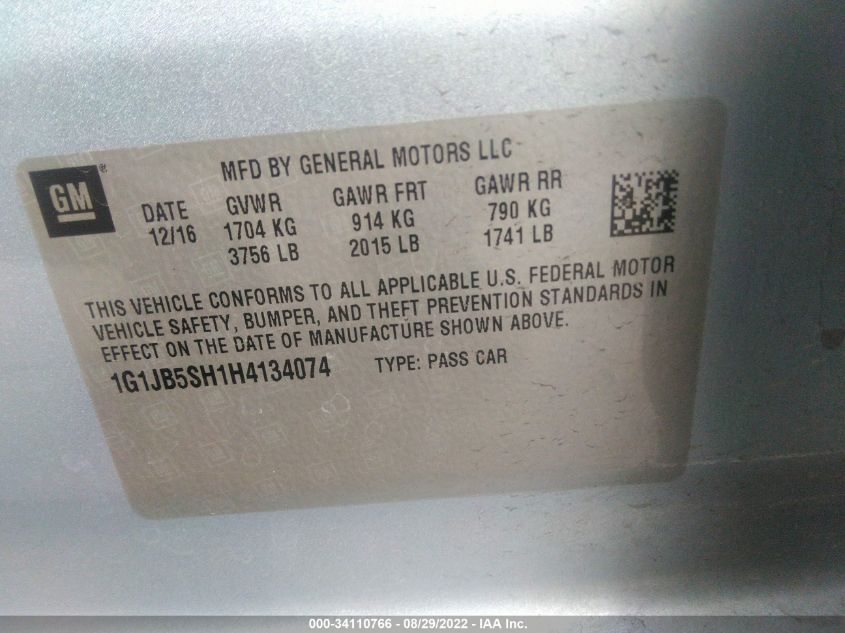 MFD BY GENERAL MOTORS LLC
GM ®
DATE GVWR GAWR FRT GAWR RR
12/16 1704 KG 914 KG 790 KG
3756 LB 2015 LB 1741 LB
THIS VEHICLE CONFORMS TO ALL APPLICABLE U.S. FEDERAL MOTOR
VEHICLE SAFETY, BUMPER, AND THEFT PREVENTION STANDARDS IN
EFFECT ON THE DATE OF MANUFACTURE SHOWN ABOVE.
1G1JB5SH1H4134074 TYPE: PASS CAR
000-34110766 - 08/29/2022 - IAA Inc.